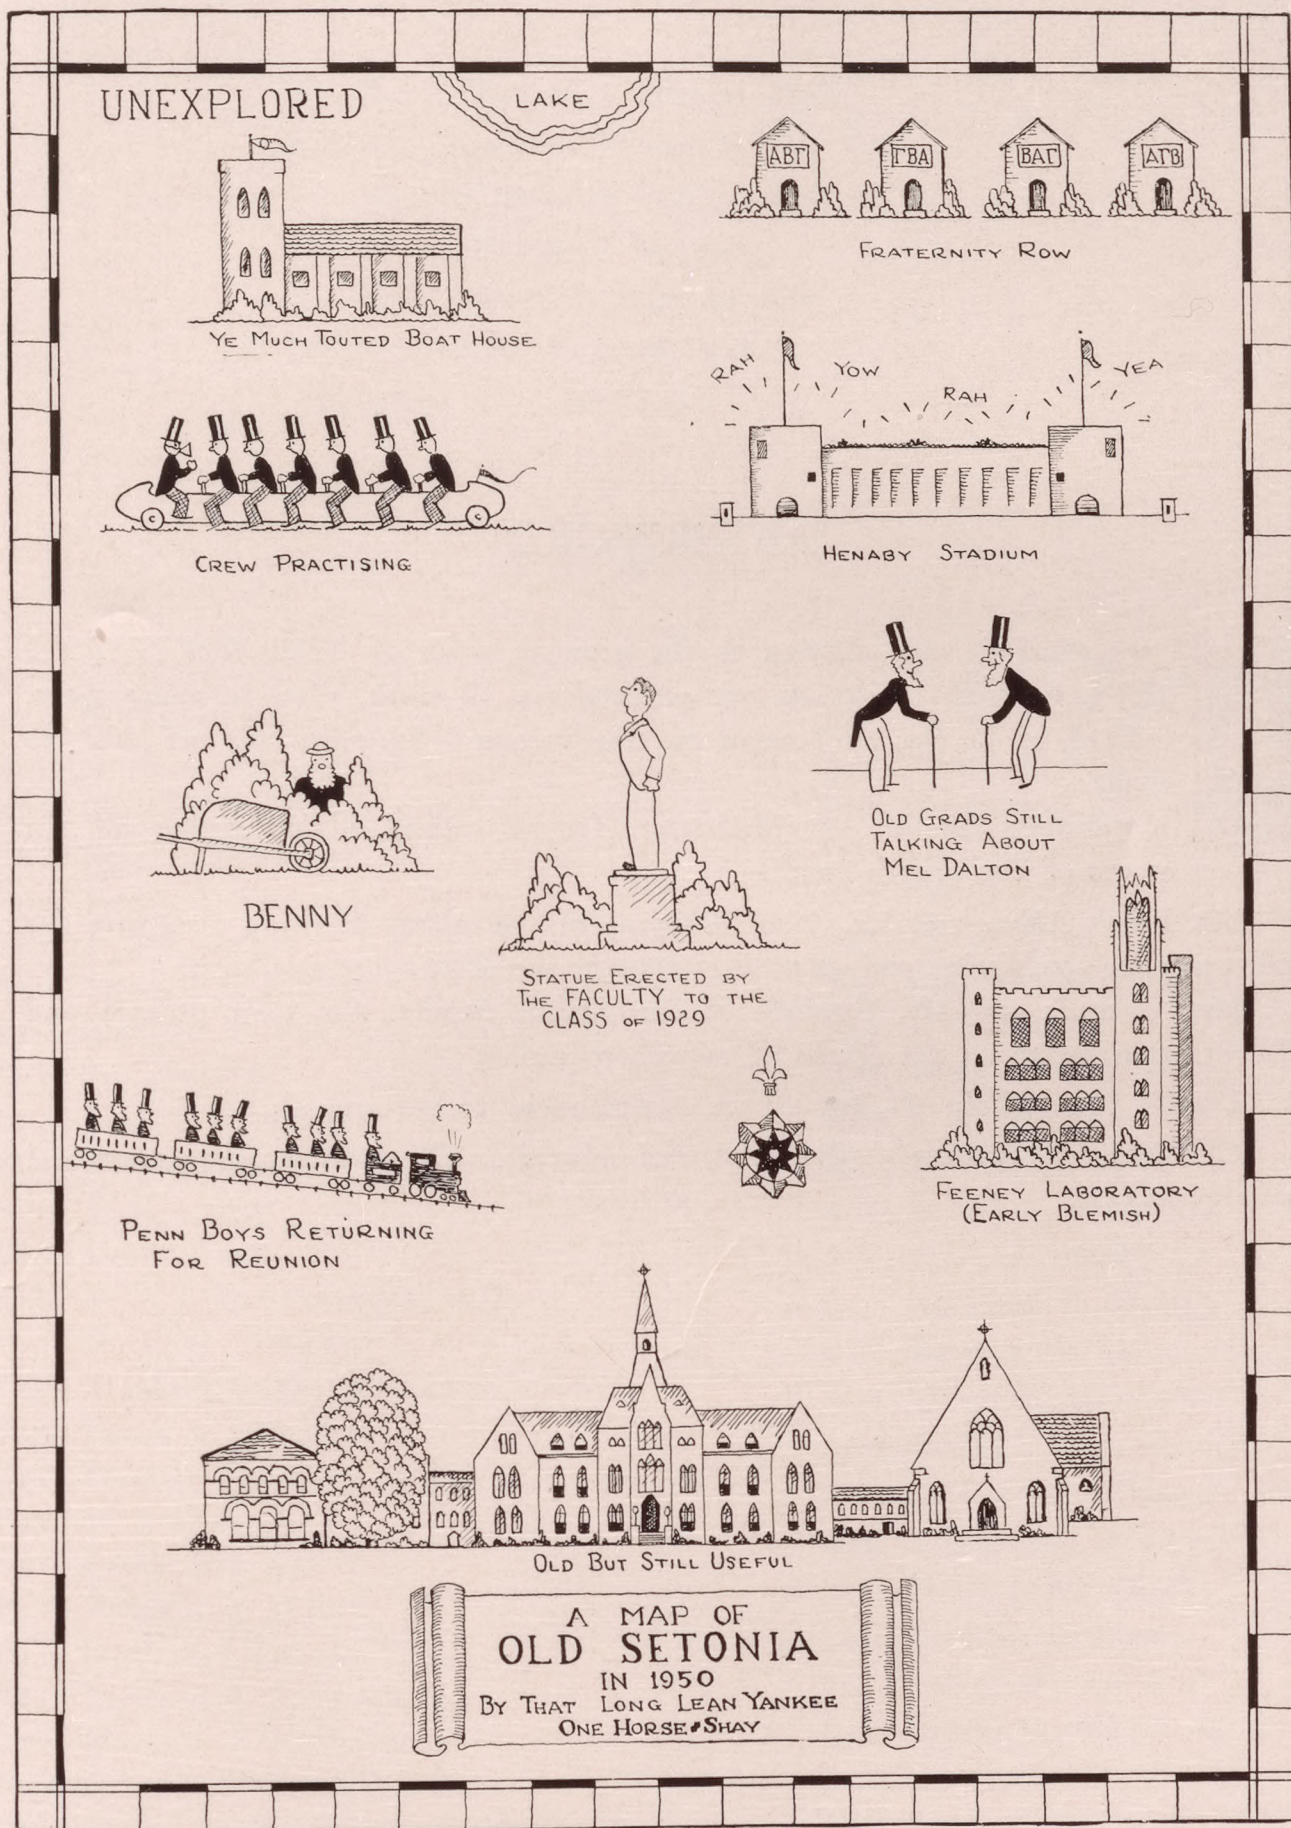 UNEXPLORED
LAKE
ΑΒΓ
ΓΒΑ
ΒΑΓ
ΑΓΒ
FRATERNITY ROW
YE MUCH TOUTED BOAT HOUSE
RAH
YOW
RAH
YEA
HENABY STADIUM
C
C
CREW PRACTISING
OLD GRADS STILL
TALKING ABOUT
MEL DALTON
BENNY
STATUE ERECTED BY
THE FACULTY TO THE
CLASS OF 1929
FEENEY LABORATORY
(EARLY BLEMISH)
PENN BOYS RETURNING
FOR REUNION
OLD BUT STILL USEFUL
A MAP OF
OLD SETONIA
IN 1950
BY THAT LONG LEAN YANKEE
ONE HORSE SHAY